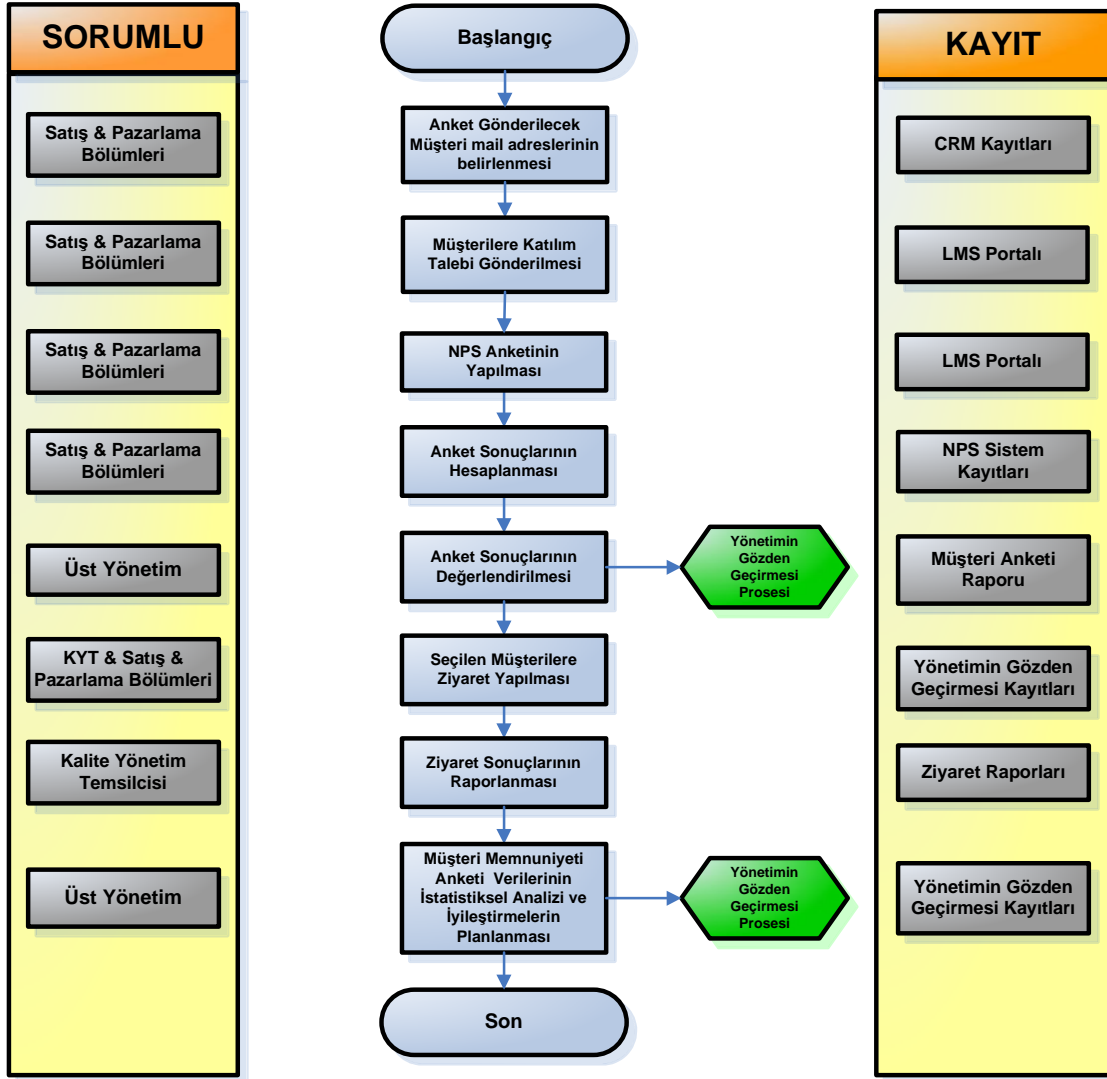 SORUMLU
Başlangıç
KAYIT
Satış & Pazarlama
Bölümleri
Anket Gönderilecek
Müşteri mail adreslerinin
belirlenmesi
CRM Kayıtları
Satış & Pazarlama
Bölümleri
Müşterilere Katılım
Talebi Gönderilmesi
LMS Portalı
Satış & Pazarlama
Bölümleri
NPS Anketinin
Yapılması
LMS Portalı
Satış & Pazarlama
Bölümleri
Anket Sonuçlarının
Hesaplanması
NPS Sistem
Kayıtları
Üst Yönetim
Anket Sonuçlarının
Değerlendirilmesi
Yönetimin
Gözden
Geçirmesi
Prosesi
Müşteri Anketi
Raporu
KYT & Satış &
Pazarlama Bölümleri
Seçilen Müşterilere
Ziyaret Yapılması
Yönetimin Gözden
Geçirmesi Kayıtları
Kalite Yönetim
Temsilcisi
Ziyaret Sonuçlarının
Raporlanması
Ziyaret Raporları
Üst Yönetim
Müşteri Memnuniyeti
Anketi Verilerinin
İstatistiksel Analizi ve
İyileştirmelerin
Planlanması
Yönetimin
Gözden
Geçirmesi
Prosesi
Yönetimin Gözden
Geçirmesi Kayıtları
Son